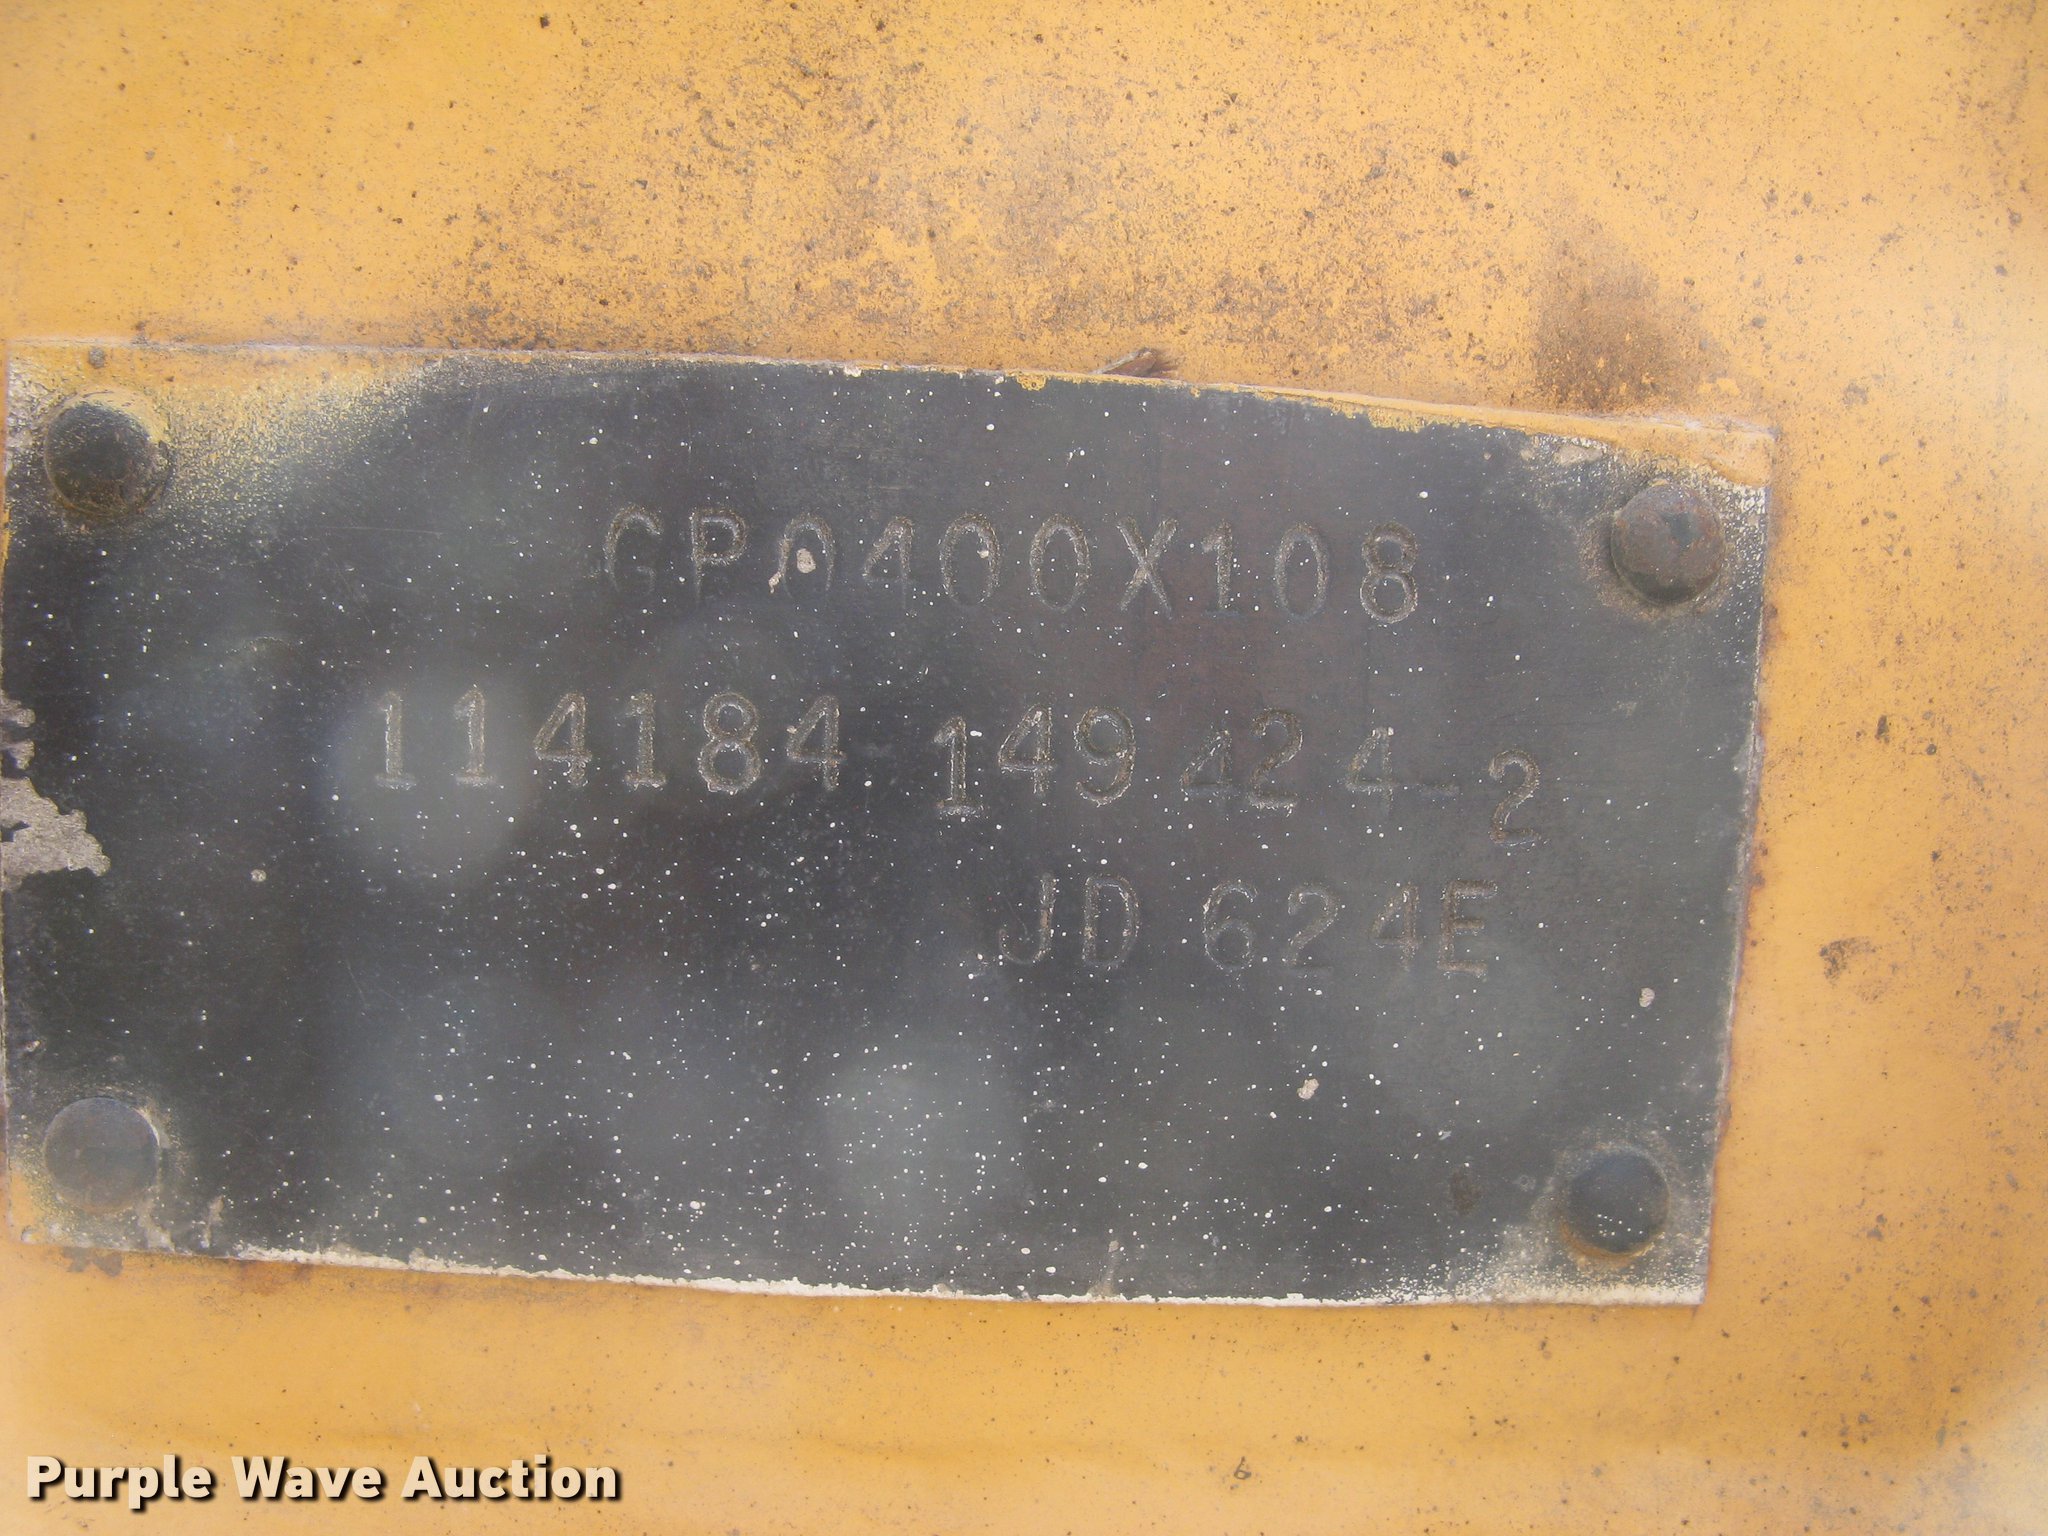 GP0400X108
114184 149424-2
JD 624E
Purple Wave Auction